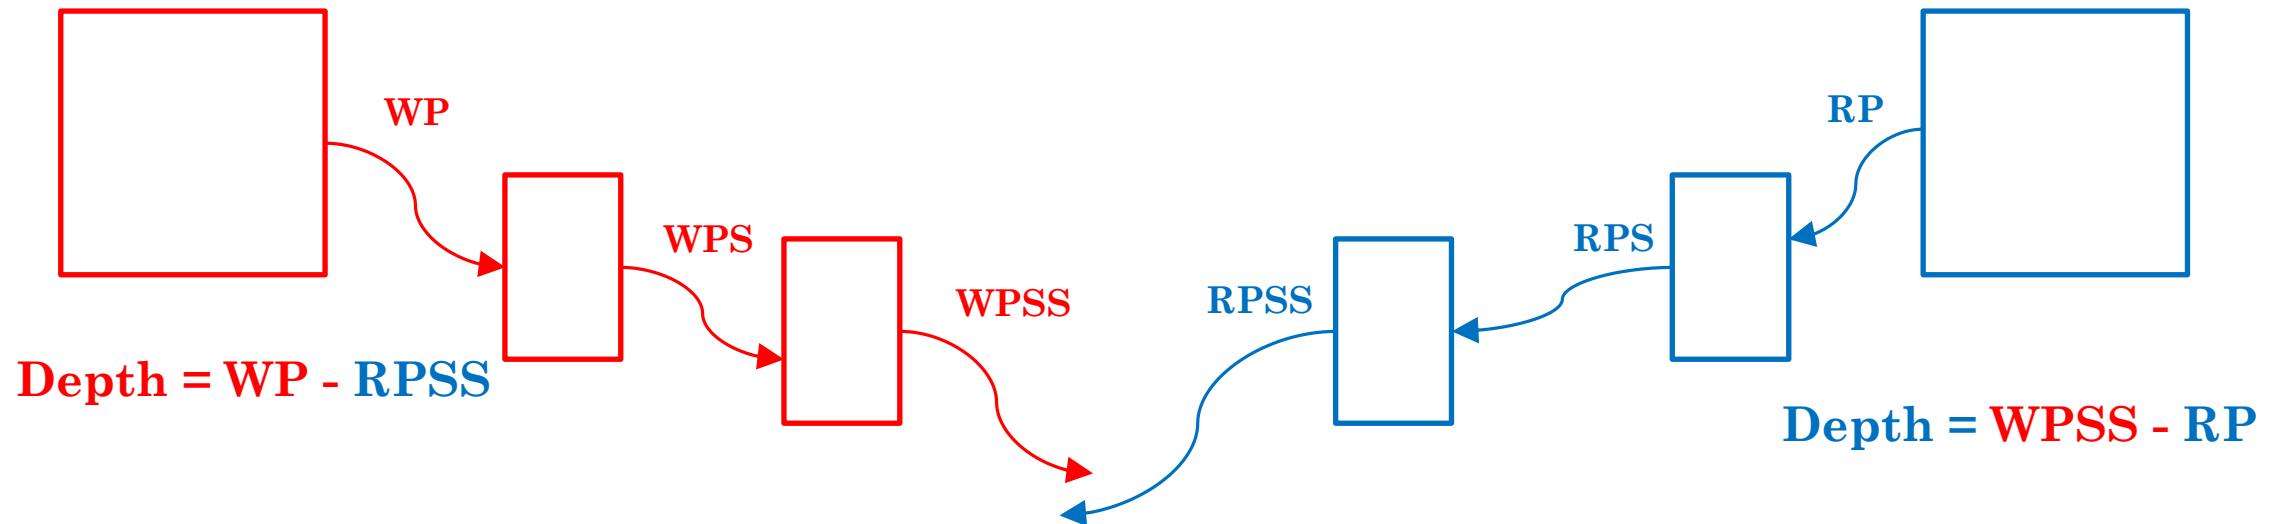 WP
RP
WPS
RPS
WPSS
RPSS
Depth = WP - RPSS
Depth = WPSS - RP